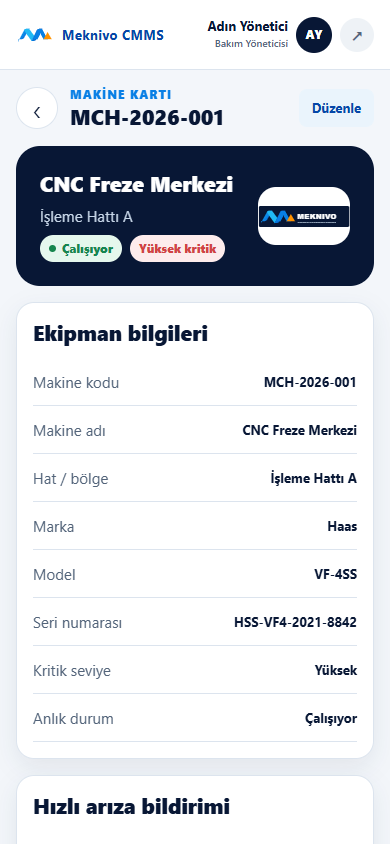 Meknivo CMMS
Adın Yönetici
Bakım Yöneticisi
AY
↗
‹
MAKİNE KARTI
MCH-2026-001
Düzenle
CNC Freze Merkezi
İşleme Hattı A
Çalışıyor
Yüksek kritik
MEKNIVO
Ekipman bilgileri
Makine kodu MCH-2026-001
Makine adı CNC Freze Merkezi
Hat / bölge İşleme Hattı A
Marka Haas
Model VF-4SS
Seri numarası HSS-VF4-2021-8842
Kritik seviye Yüksek
Anlık durum Çalışıyor
Hızlı arıza bildirimi